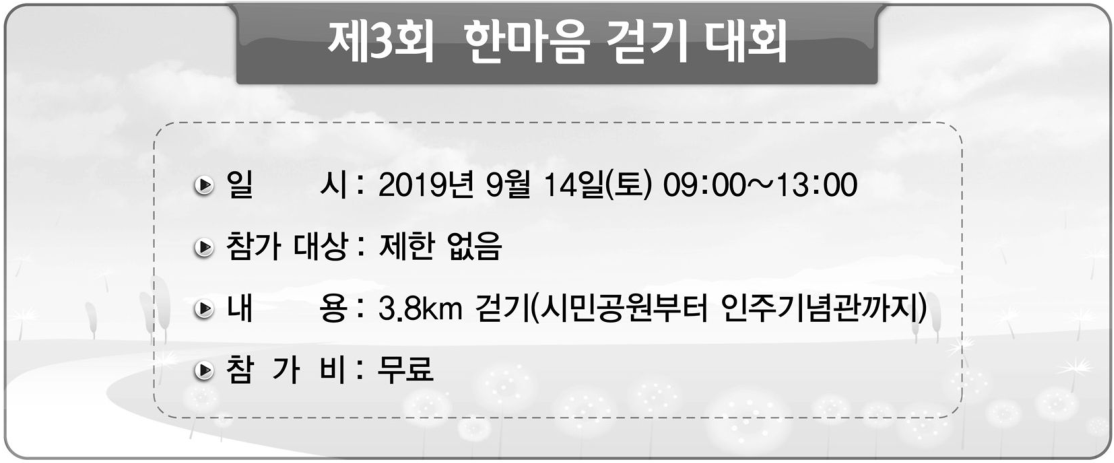 제3회 한마음 걷기 대회
일 시 : 2019년 9월 14일(토) 09:00~13:00
참가 대상 : 제한 없음
내 용 : 3.8km 걷기(시민공원부터 인주기념관까지)
참 가 비 : 무료